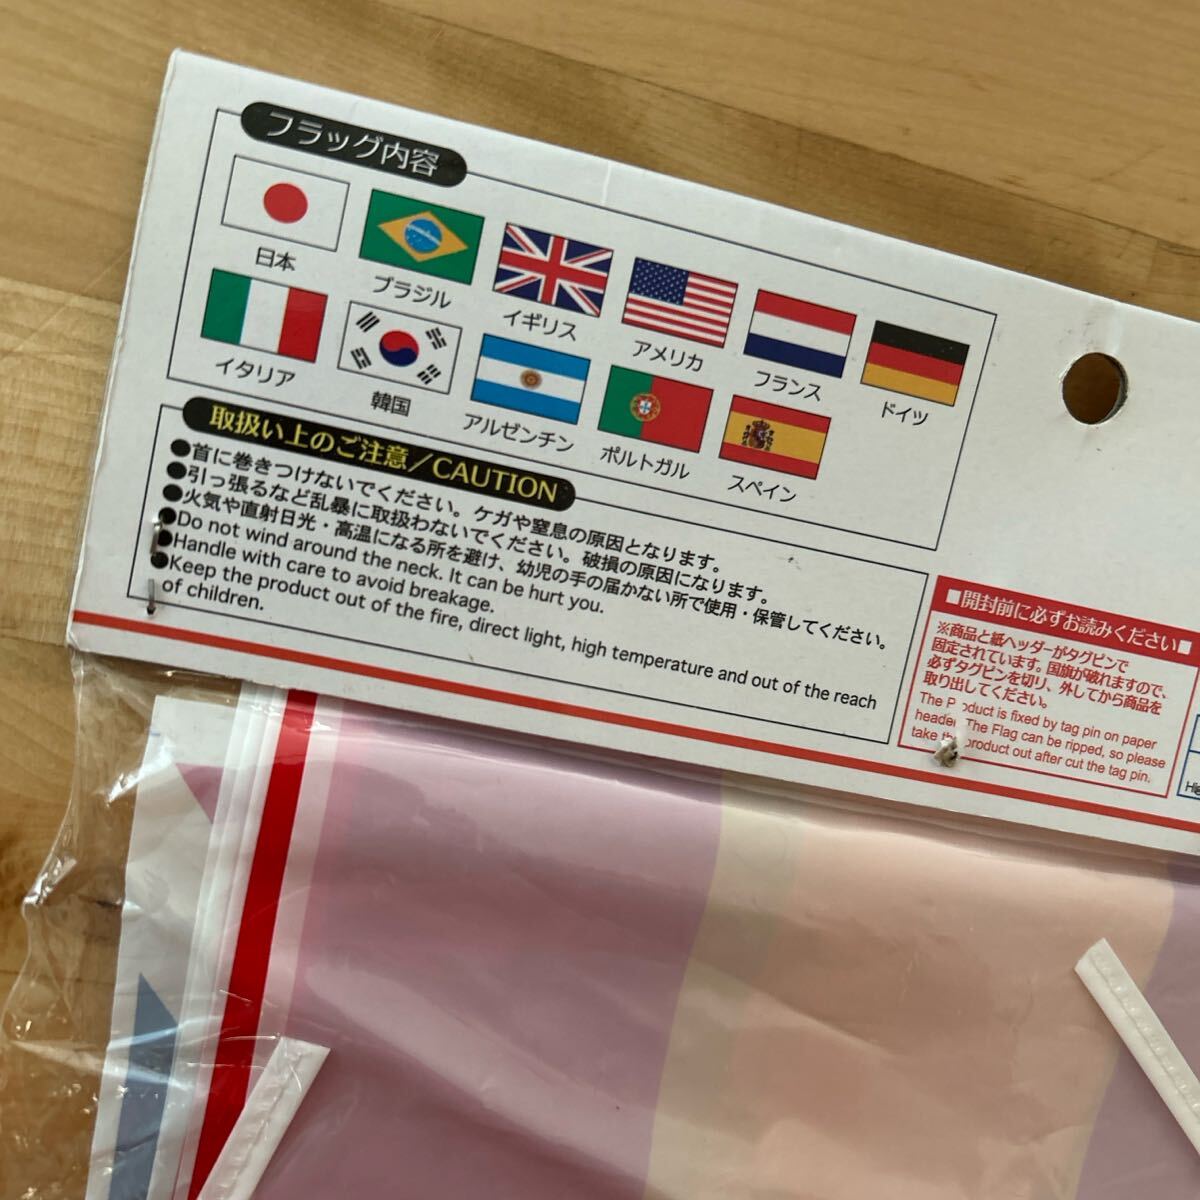 フラッグ内容
日本
ブラジル
イギリス
アメリカ
フランス
ドイツ
イタリア
韓国
アルゼンチン
ポルトガル
スペイン
取扱い上のご注意/CAUTION
●首に巻きつけないでください。ケガや窒息の原因となります。
●引っ張るなど乱暴に取扱わないでください。破損の原因になります。
●火気や直射日光・高温になる所を避け、幼児の手の届かない所で使用・保管してください。
●Do not wind around the neck. It can be hurt you.
●Handle with care to avoid breakage.
●Keep the product out of the fire, direct light, high temperature and out of the reach
of children.
■開封前に必ずお読みください■
※商品と紙ヘッダーがタグピンで
固定されています。国旗が破れますので、
必ずタグピンを切り、外してから商品を
取り出してください。
The P oduct is fixed by tag pin on paper
heade The Flag can be ripped, so please
take th product out after cut the tag pin.